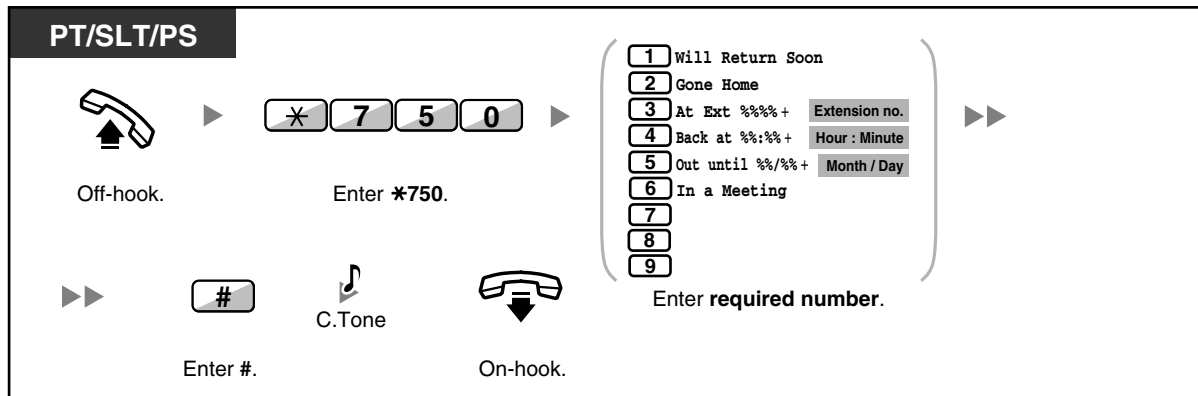 PT/SLT/PS
1 Will Return Soon
2 Gone Home
3 At Ext %%%%+ Extension no.
4 Back at %%:%%+ Hour : Minute
5 Out until %%/%%+ Month / Day
6 In a Meeting
7
8
9
* 7 5 0
Off-hook.
Enter *750.
Enter required number.
#
C.Tone
Enter #.
On-hook.